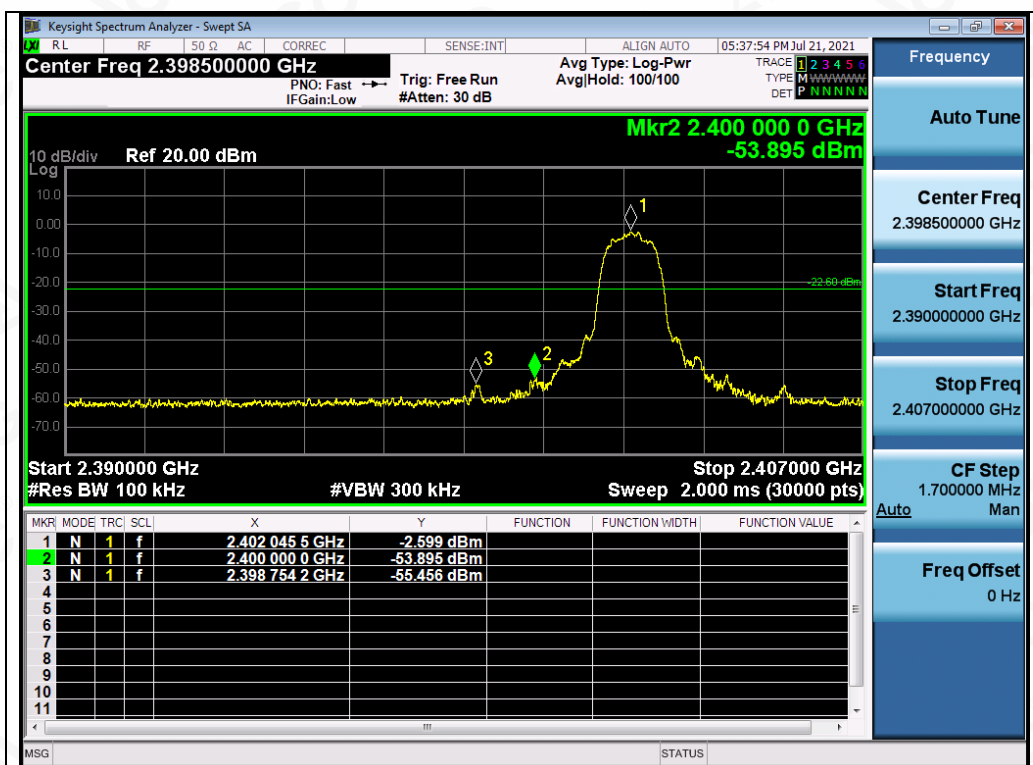 Keysight Spectrum Analyzer - Swept SA
LXI RL RF 50 Ω AC CORREC SENSE:INT ALIGN AUTO 05:37:54 PM Jul 21, 2021
Center Freq 2.398500000 GHz
PNO: Fast
IFGain:Low
Trig: Free Run
#Atten: 30 dB
Avg Type: Log-Pwr
Avg|Hold: 100/100
TRACE 1 2 3 4 5 6
TYPE M WWWWW
DET P N N N N N
Mkr2 2.400 000 0 GHz
-53.895 dBm
10 dB/div Ref 20.00 dBm
Log
10.0
0.00
-10.0
-20.0
-30.0
-40.0
-50.0
-60.0
-70.0
1
-22.60 dBm
2
3
Start 2.390000 GHz Stop 2.407000 GHz
#Res BW 100 kHz #VBW 300 kHz Sweep 2.000 ms (30000 pts)
MKR MODE TRC SCL X Y FUNCTION FUNCTION WIDTH FUNCTION VALUE
1 N 1 f 2.402 045 5 GHz -2.599 dBm
2 N 1 f 2.400 000 0 GHz -53.895 dBm
3 N 1 f 2.398 754 2 GHz -55.456 dBm
4
5
6
7
8
9
10
11
MSG STATUS
Frequency
Auto Tune
Center Freq
2.398500000 GHz
Start Freq
2.390000000 GHz
Stop Freq
2.407000000 GHz
CF Step
1.700000 MHz
Auto Man
Freq Offset
0 Hz